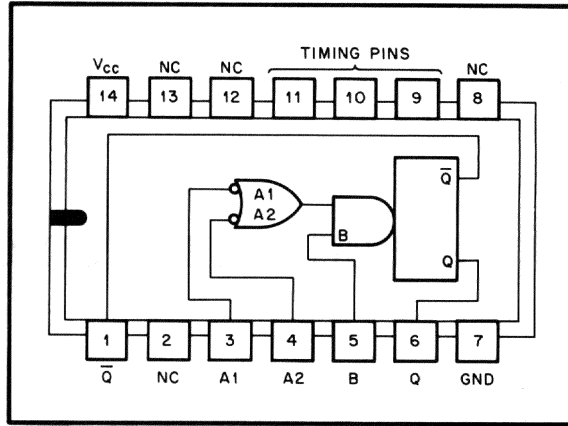 TIMING PINS
VCC NC NC NC
14 13 12 11 10 9 8
Q̅
A1
A2
B
Q
1 2 3 4 5 6 7
Q̅ NC A1 A2 B Q GND